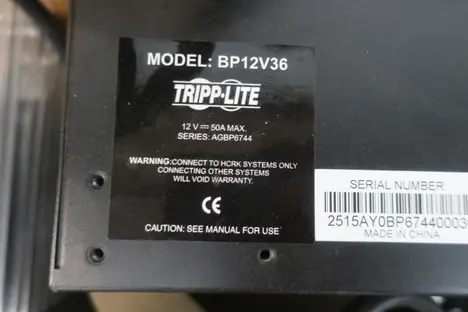 MODEL: BP12V36
TRIPP·LITE
12 V ⎓ 50A MAX.
SERIES: AGBP6744
WARNING:CONNECT TO HCRK SYSTEMS ONLY
CONNECTING OTHER SYSTEMS
WILL VOID WARRANTY.
CE
CAUTION: SEE MANUAL FOR USE
SERIAL NUMBER
2515AY0BP67440003
MADE IN CHINA